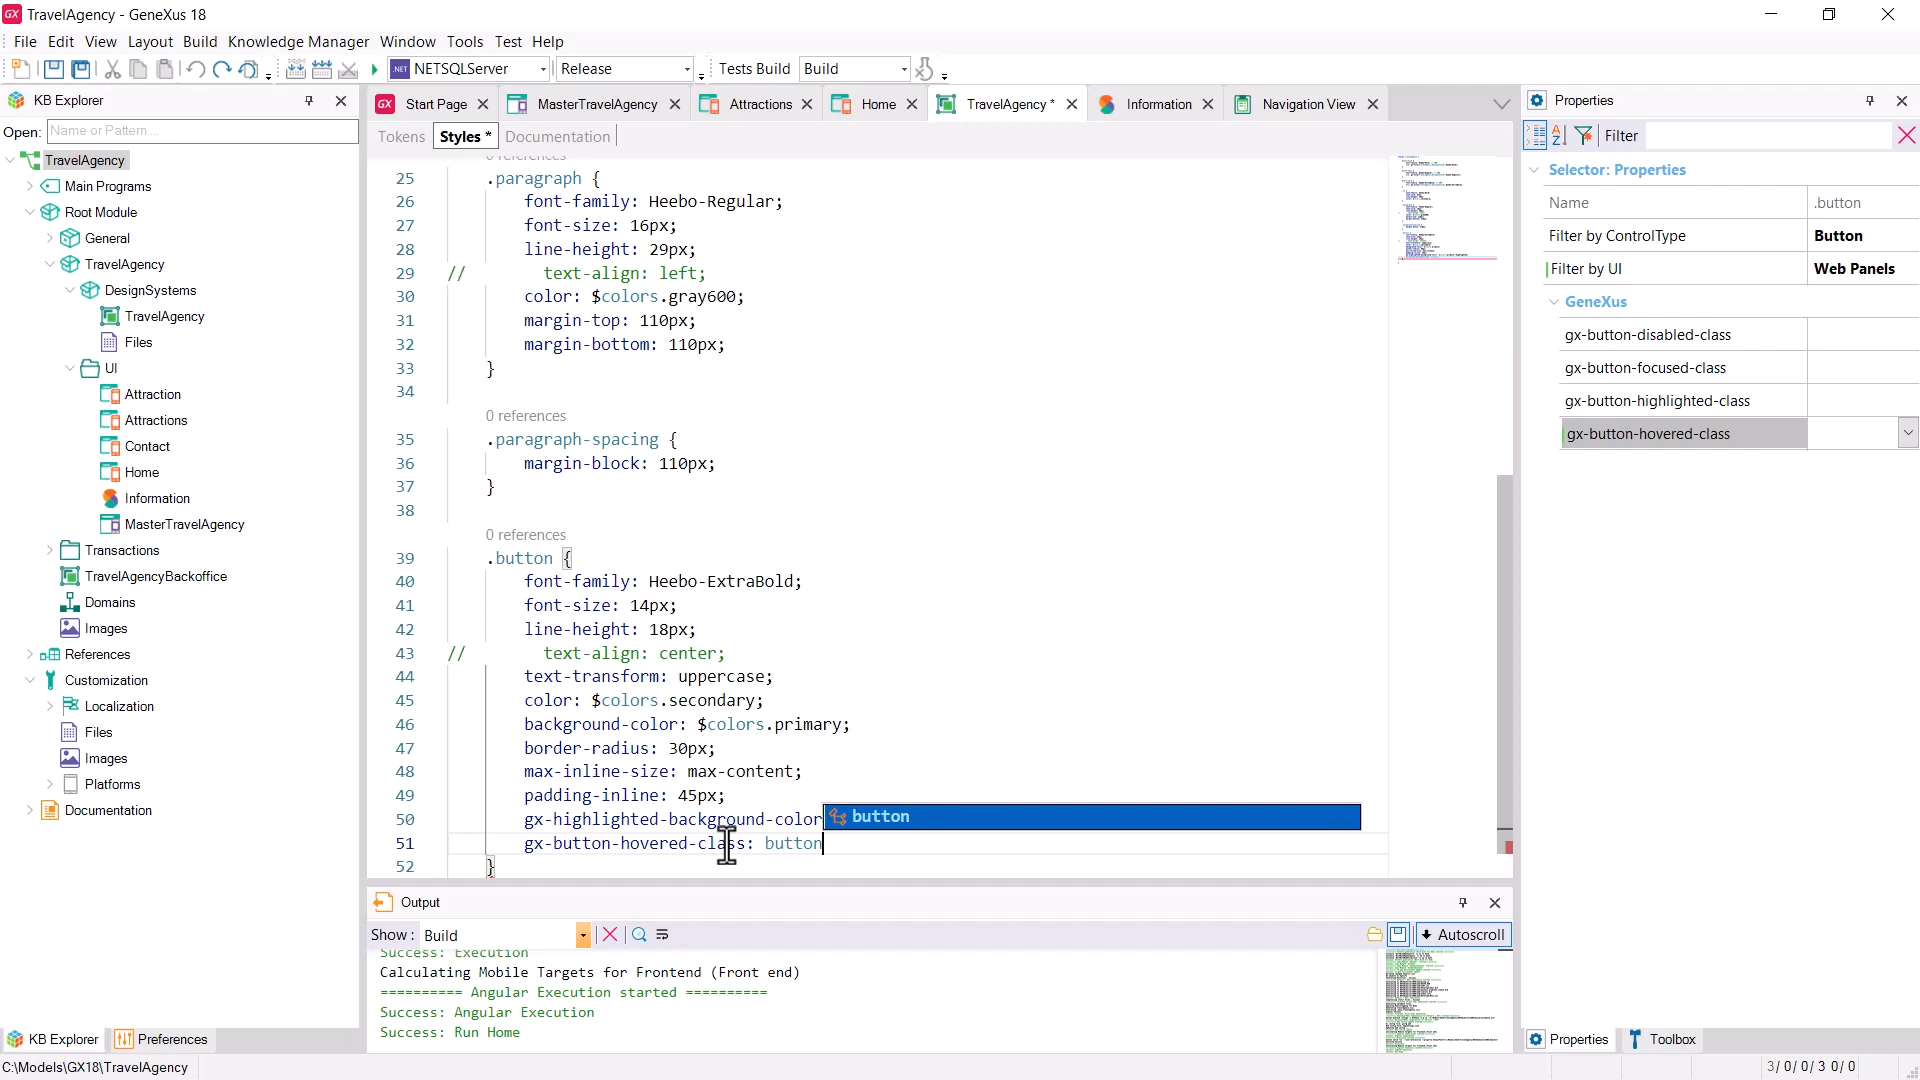 TravelAgency - GeneXus 18
File Edit View Layout Build Knowledge Manager Window Tools Test Help
NETSQLServer Release Tests Build Build
KB Explorer
Open: Name or Pattern ...
TravelAgency
Main Programs
Root Module
General
TravelAgency
DesignSystems
TravelAgency
Files
UI
Attraction
Attractions
Contact
Home
Information
MasterTravelAgency
Transactions
TravelAgencyBackoffice
Domains
Images
References
Customization
Localization
Files
Images
Platforms
Documentation
KB Explorer Preferences
Start Page MasterTravelAgency Attractions Home TravelAgency * Information Navigation View
Tokens Styles * Documentation
0 references
25 .paragraph {
26 font-family: Heebo-Regular;
27 font-size: 16px;
28 line-height: 29px;
29 // text-align: left;
30 color: $colors.gray600;
31 margin-top: 110px;
32 margin-bottom: 110px;
33 }
34
0 references
35 .paragraph-spacing {
36 margin-block: 110px;
37 }
38
0 references
39 .button {
40 font-family: Heebo-ExtraBold;
41 font-size: 14px;
42 line-height: 18px;
43 // text-align: center;
44 text-transform: uppercase;
45 color: $colors.secondary;
46 background-color: $colors.primary;
47 border-radius: 30px;
48 max-inline-size: max-content;
49 padding-inline: 45px;
50 gx-highlighted-background-color button
51 gx-button-hovered-class: button
52 }
Output
Show: Build Autoscroll
Success: Execution
Calculating Mobile Targets for Frontend (Front end)
========== Angular Execution started ==========
Success: Angular Execution
Success: Run Home
Properties
Filter
Selector: Properties
Name .button
Filter by ControlType Button
Filter by UI Web Panels
GeneXus
gx-button-disabled-class
gx-button-focused-class
gx-button-highlighted-class
gx-button-hovered-class
Properties Toolbox
C:\Models\GX18\TravelAgency 3/ 0/ 0/ 3 0/ 0